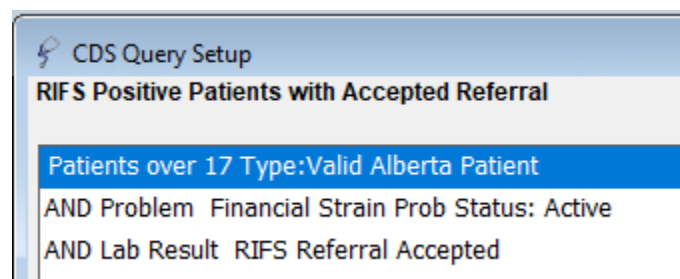 CDS Query Setup
RIFS Positive Patients with Accepted Referral
Patients over 17 Type:Valid Alberta Patient
AND Problem Financial Strain Prob Status: Active
AND Lab Result RIFS Referral Accepted